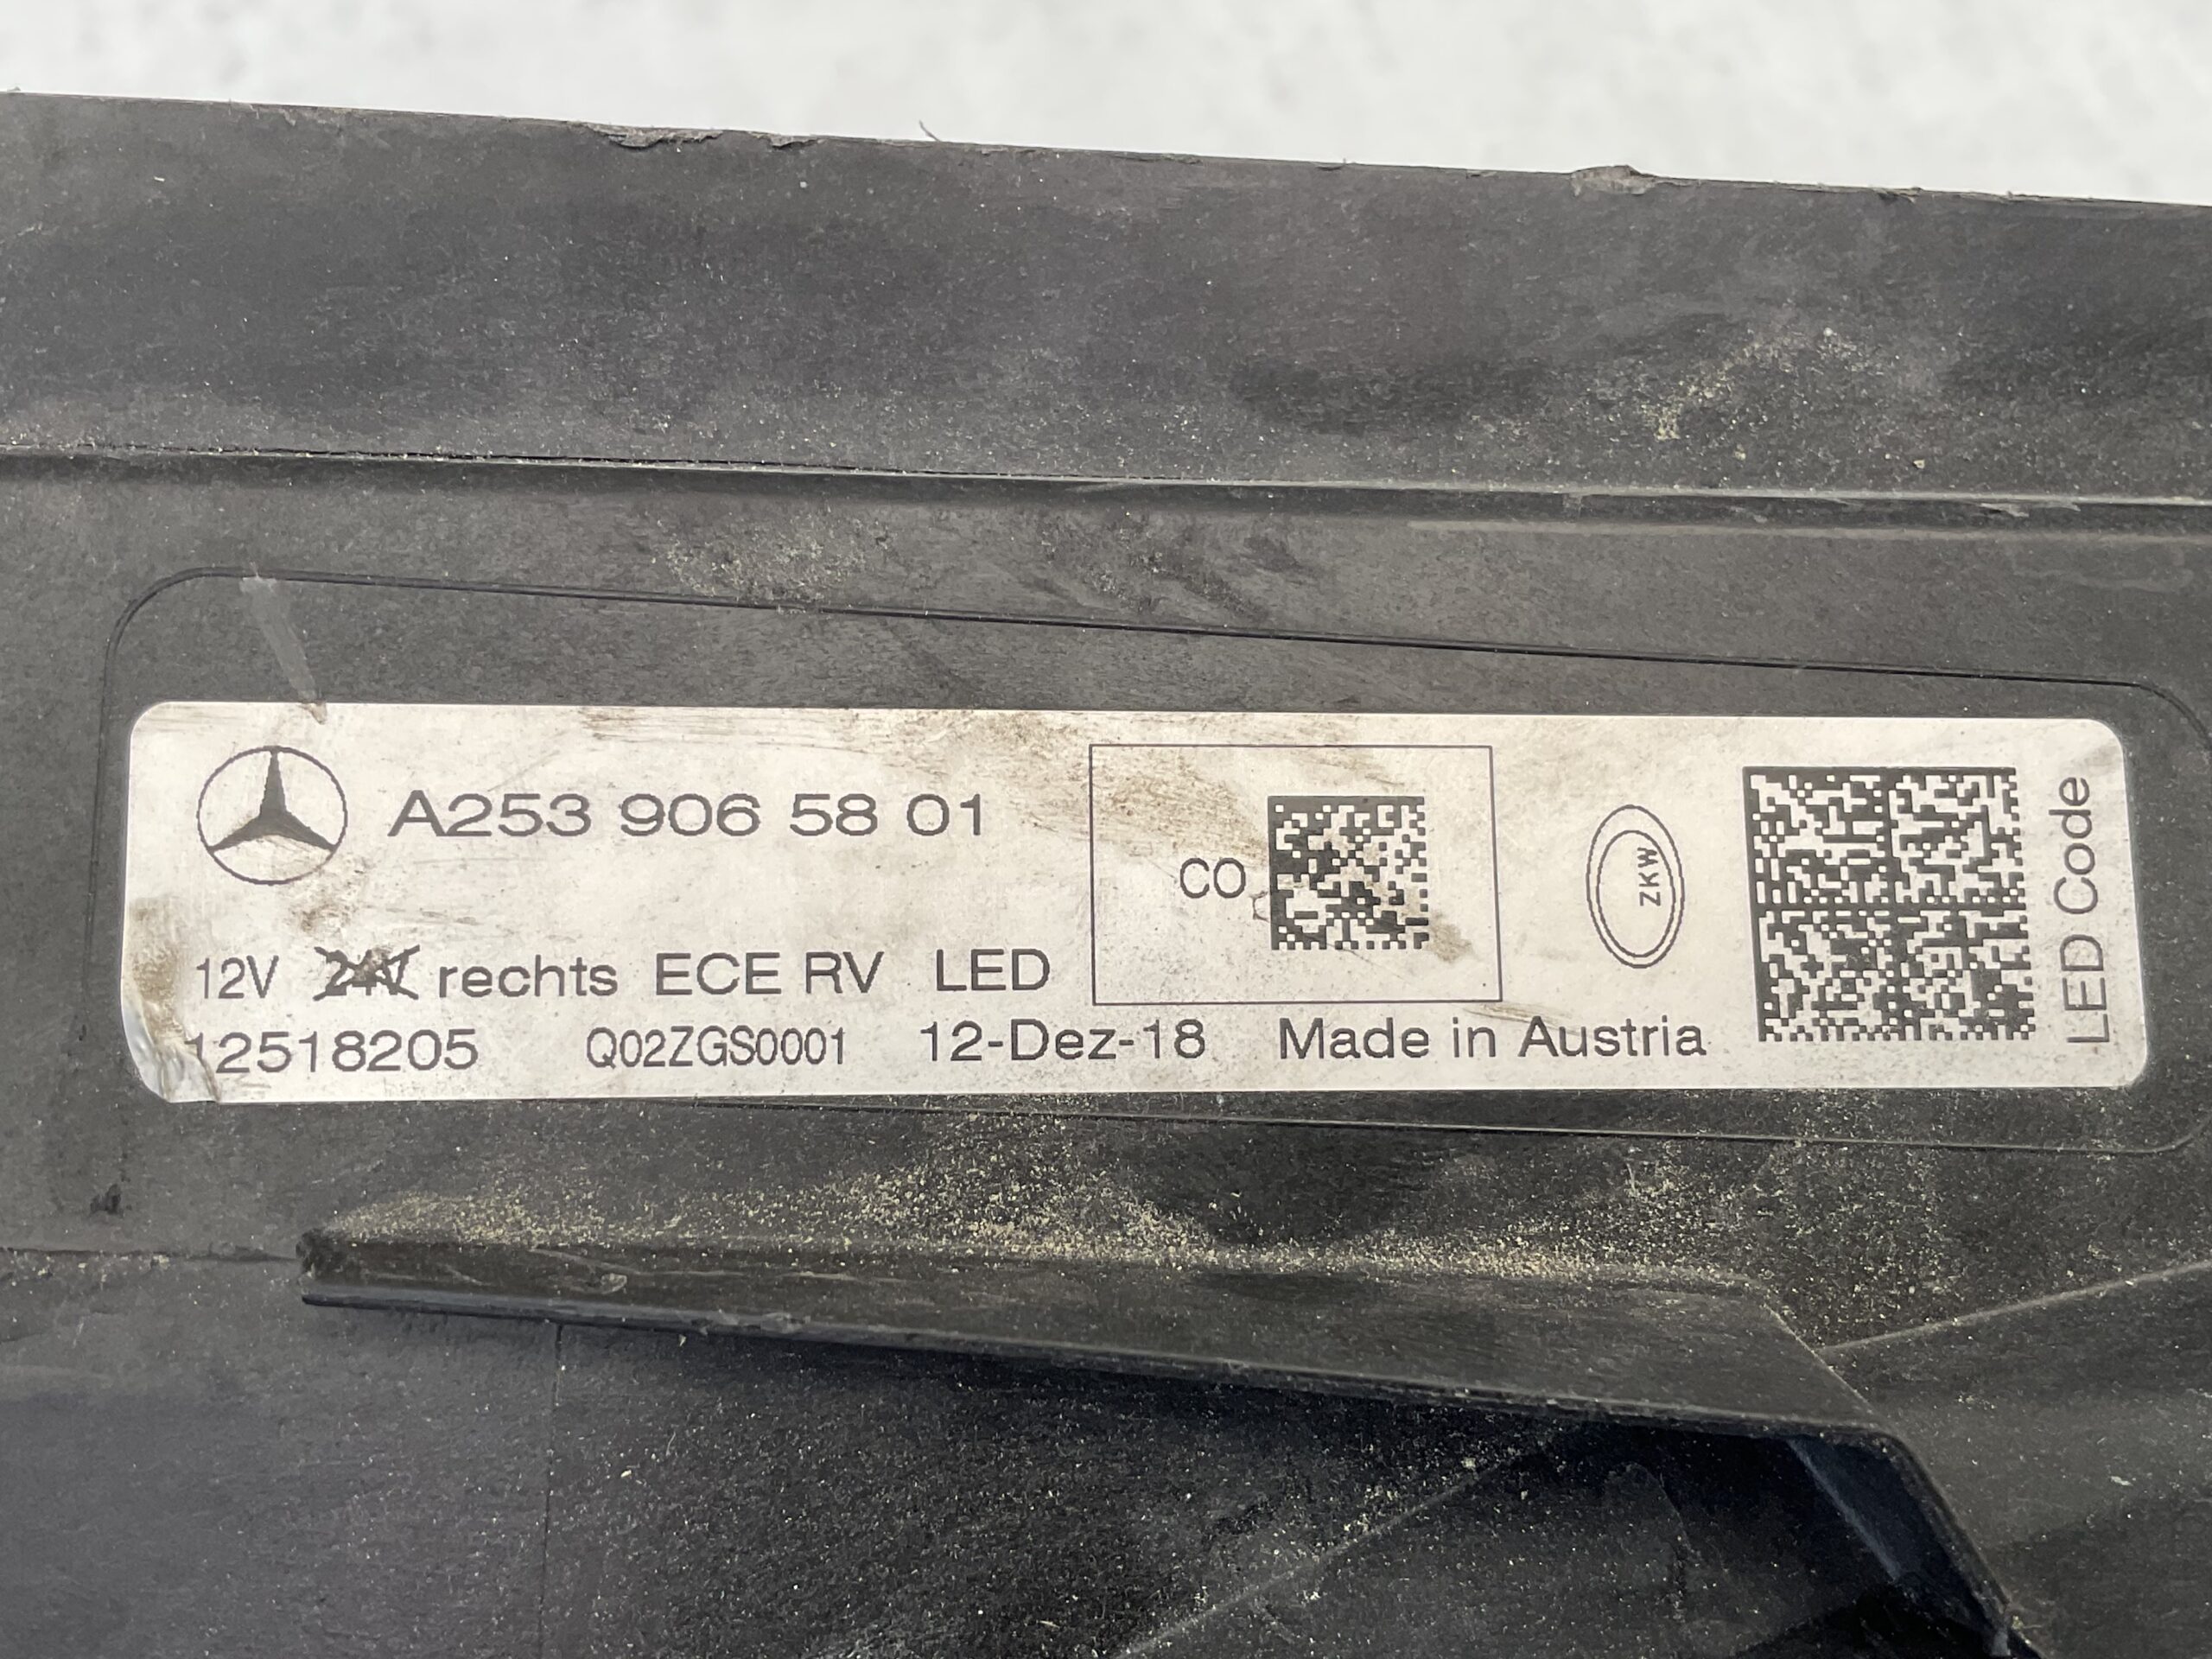 A253 906 58 01
CO
ZKW
LED Code
12V 24V rechts ECE RV LED
12518205 Q02ZGS0001 12-Dez-18 Made in Austria